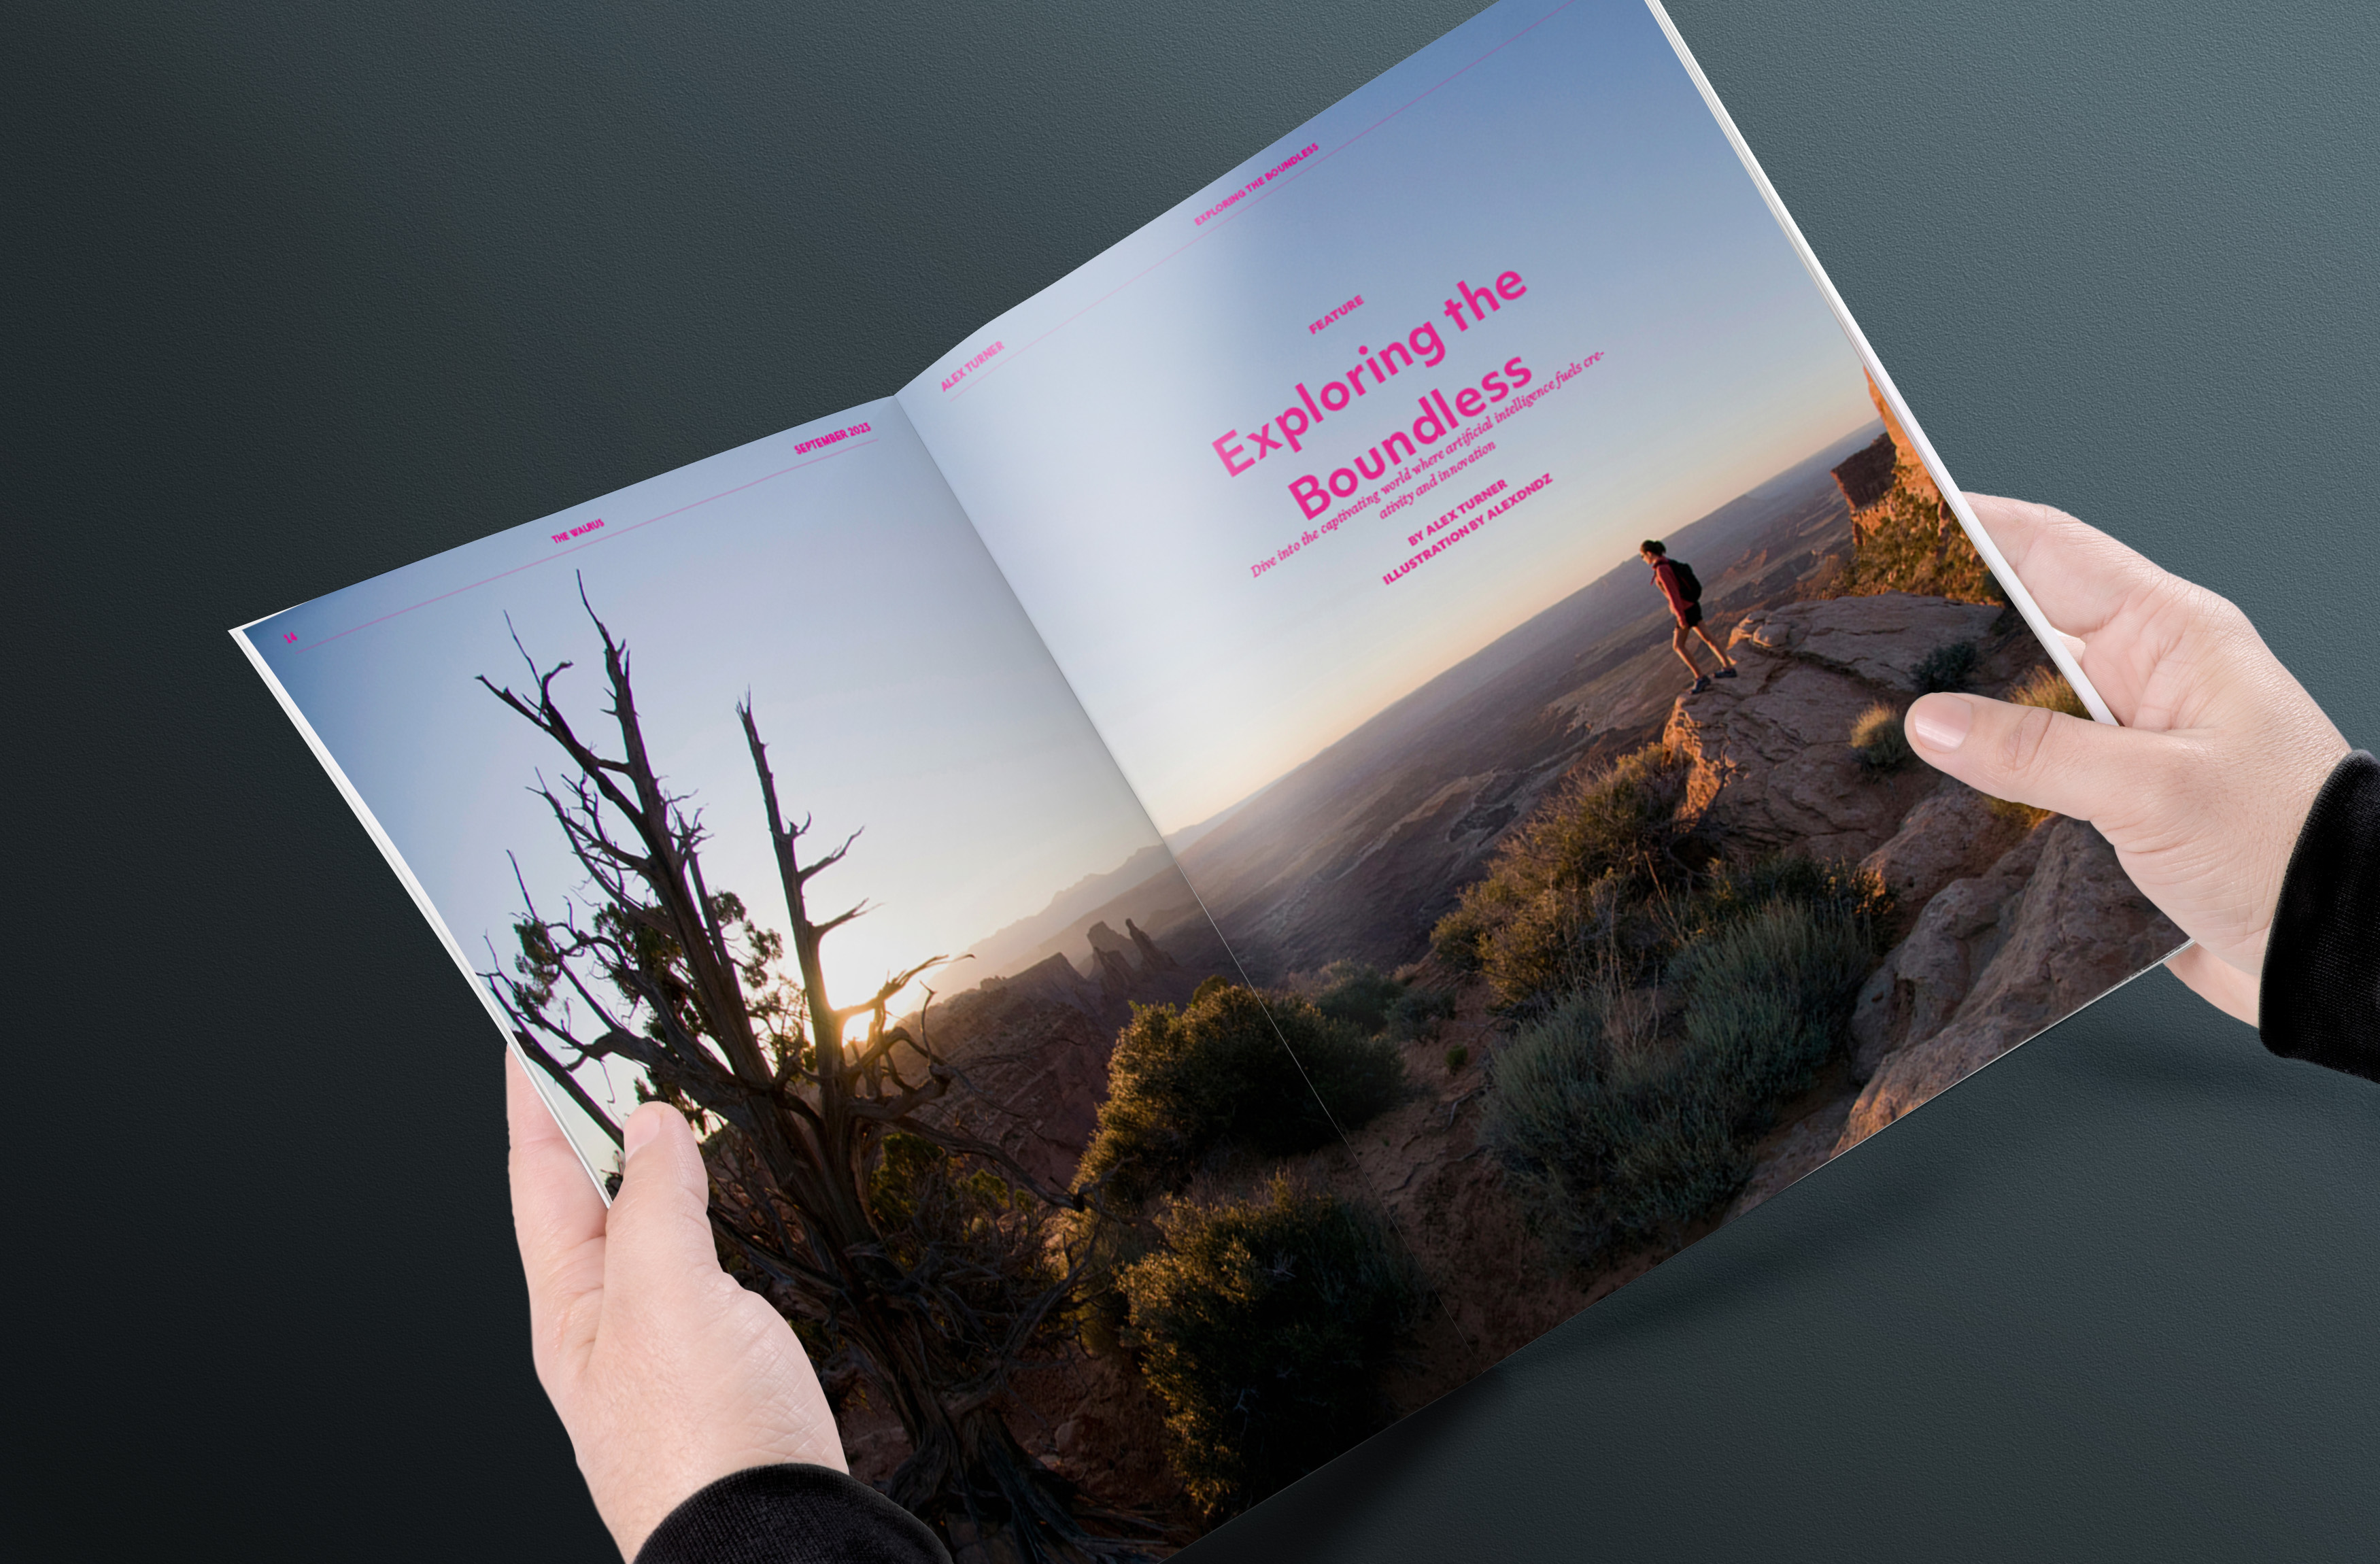 14
THE WALRUS
SEPTEMBER 2023
ALEX TURNER
EXPLORING THE BOUNDLESS
FEATURE
Exploring the
Boundless
Dive into the captivating world where artificial intelligence fuels cre-
ativity and innovation
BY ALEX TURNER
ILLUSTRATION BY ALEXDNDZ